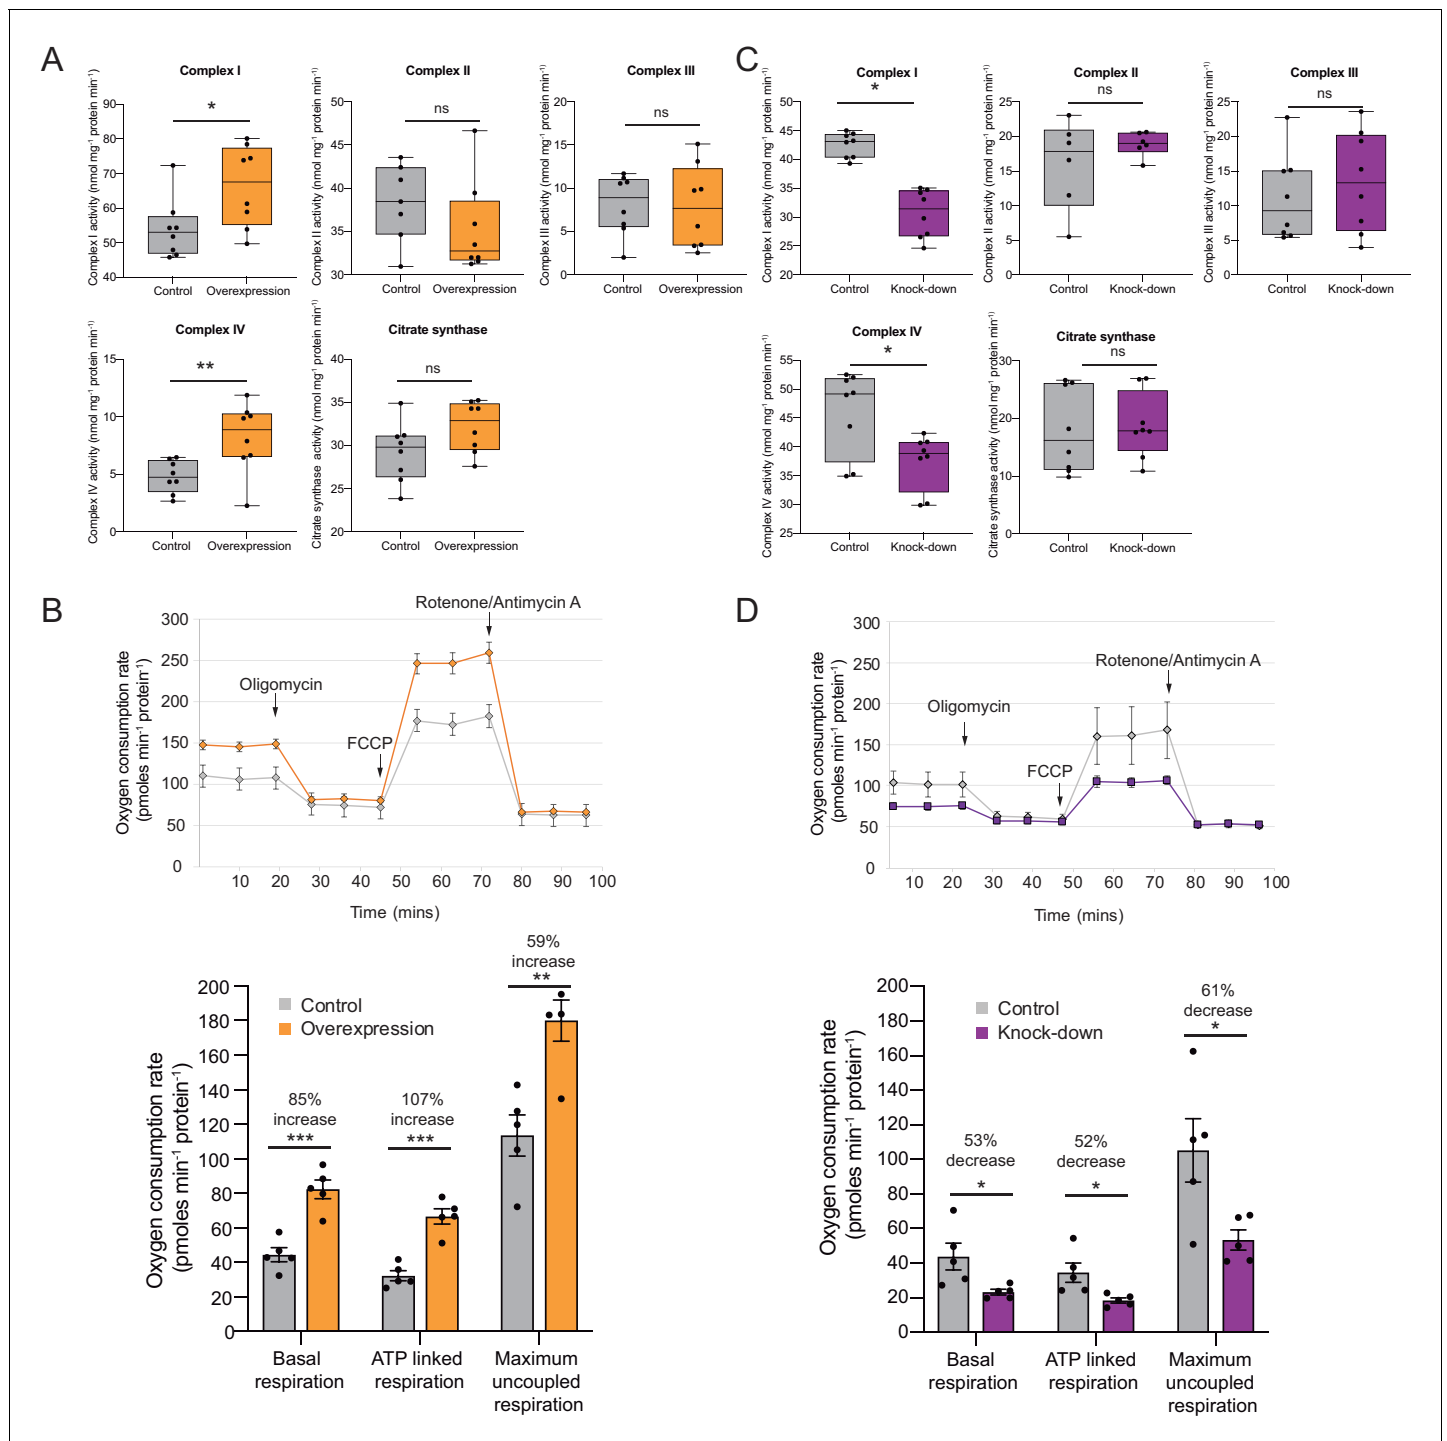 A
Complex I
Complex I activity (nmol mg⁻¹ protein min⁻¹)
90
80
70
60
50
40
*
Control
Overexpression
Complex II
Complex II activity (nmol mg⁻¹ protein min⁻¹)
50
45
40
35
30
ns
Control
Overexpression
Complex III
Complex III activity (nmol mg⁻¹ protein min⁻¹)
20
15
10
5
0
ns
Control
Overexpression
Complex IV
Complex IV activity (nmol mg⁻¹ protein min⁻¹)
15
10
5
0
**
Control
Overexpression
Citrate synthase
Citrate synthase activity (nmol mg⁻¹ protein min⁻¹)
40
35
30
25
20
ns
Control
Overexpression
C
Complex I
Complex I activity (nmol mg⁻¹ protein min⁻¹)
50
45
40
35
30
25
20
*
Control
Knock-down
Complex II
Complex II activity (nmol mg⁻¹ protein min⁻¹)
25
20
15
10
5
0
ns
Control
Knock-down
Complex III
Complex III activity (nmol mg⁻¹ protein min⁻¹)
25
20
15
10
5
0
ns
Control
Knock-down
Complex IV
Complex IV activity (nmol mg⁻¹ protein min⁻¹)
55
50
45
40
35
30
25
*
Control
Knock-down
Citrate synthase
Citrate synthase activity (nmol mg⁻¹ protein min⁻¹)
30
20
10
0
ns
Control
Knock-down
B
Oxygen consumption rate
(pmoles min⁻¹ protein⁻¹)
300
250
200
150
100
50
0
Oligomycin
FCCP
Rotenone/Antimycin A
10 20 30 40 50 60 70 80 90 100
Time (mins)
Oxygen consumption rate
(pmoles min⁻¹ protein⁻¹)
200
180
160
140
120
100
80
60
40
20
0
Control
Overexpression
85%
increase
***
107%
increase
***
59%
increase
**
Basal
respiration
ATP linked
respiration
Maximum
uncoupled
respiration
D
Oxygen consumption rate
(pmoles min⁻¹ protein⁻¹)
300
250
200
150
100
50
0
Oligomycin
FCCP
Rotenone/Antimycin A
10 20 30 40 50 60 70 80 90 100
Time (mins)
Oxygen consumption rate
(pmoles min⁻¹ protein⁻¹)
200
180
160
140
120
100
80
60
40
20
0
Control
Knock-down
53%
decrease
*
52%
decrease
*
61%
decrease
*
Basal
respiration
ATP linked
respiration
Maximum
uncoupled
respiration